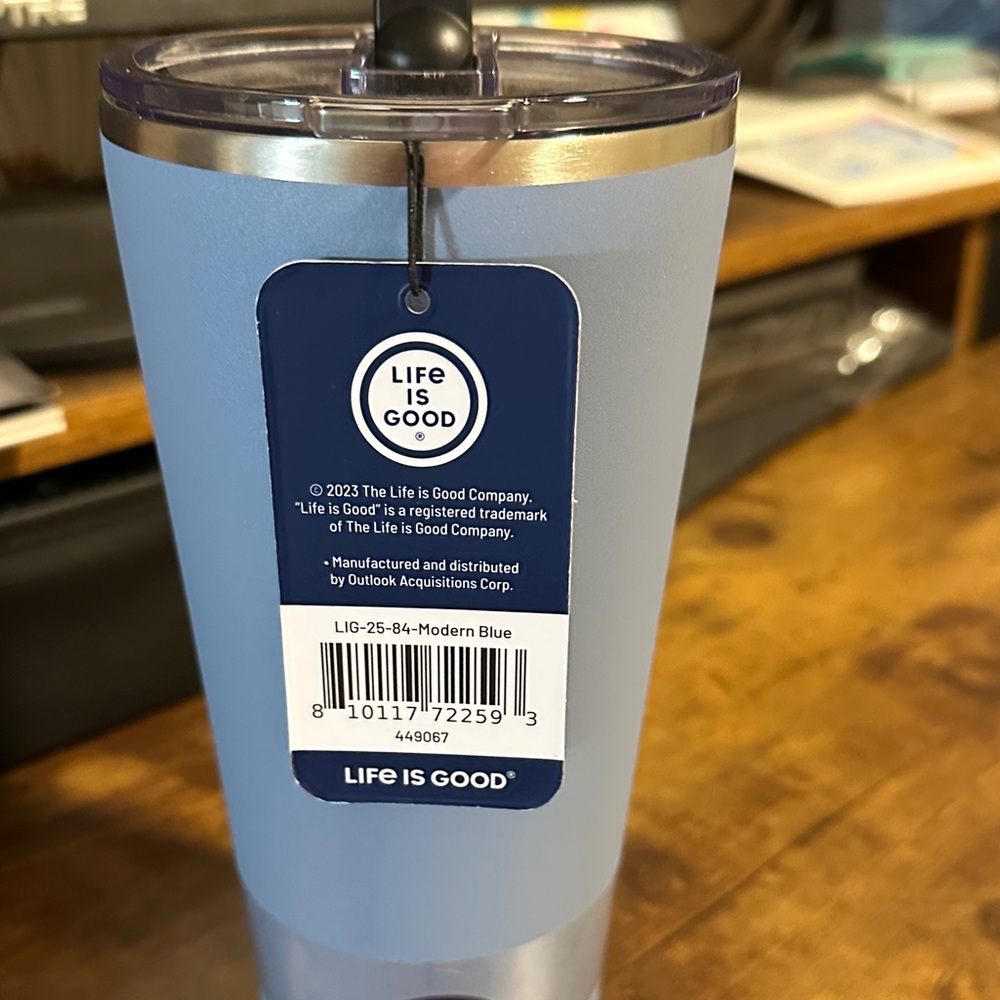 LIFe
IS
GOOD
®
© 2023 The Life is Good Company.
“Life is Good” is a registered trademark
of The Life is Good Company.
• Manufactured and distributed
by Outlook Acquisitions Corp.
LIG-25-84-Modern Blue
8 10117 72259 3
449067
LIFe IS GOOD®